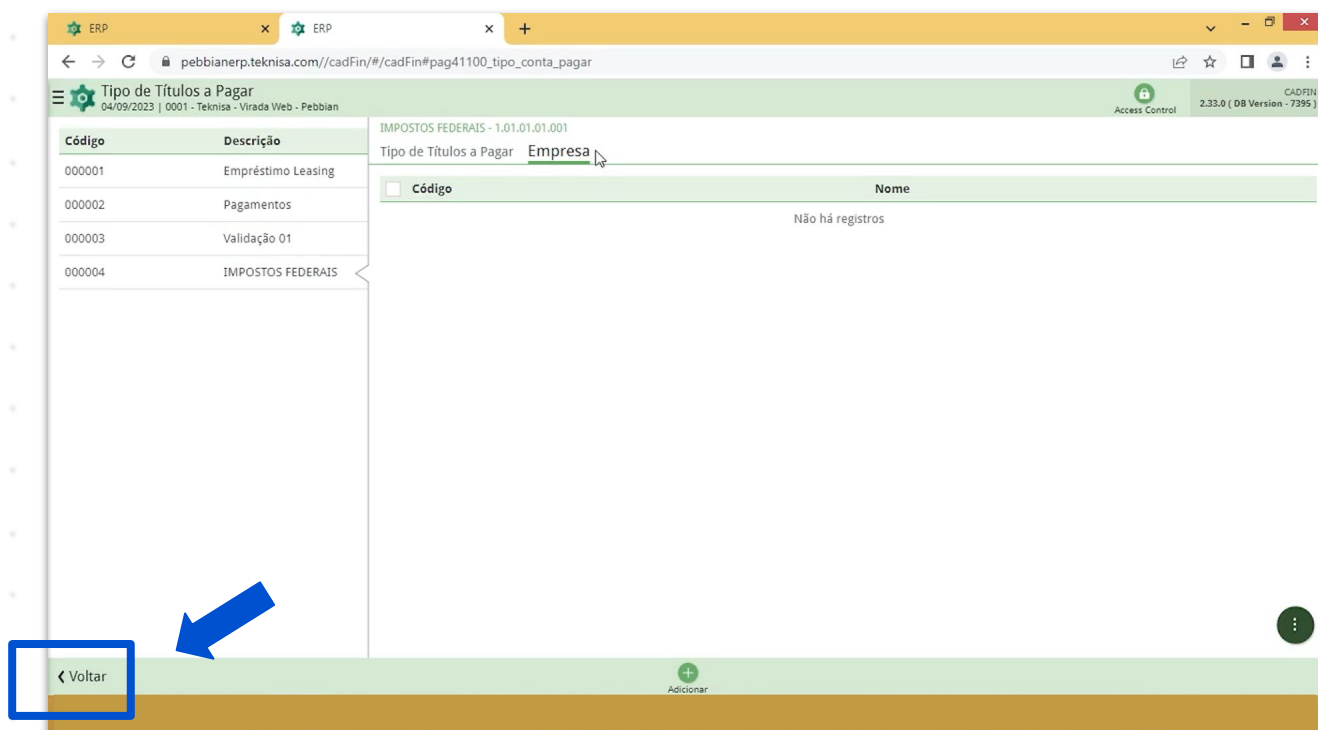 ERP
ERP
pebbianerp.teknisa.com//cadFin/#/cadFin#pag41100_tipo_conta_pagar
Tipo de Títulos a Pagar
04/09/2023 | 0001 - Teknisa - Virada Web - Pebbian
Access Control
CADFIN
2.33.0 ( DB Version - 7395 )
Código Descrição
000001 Empréstimo Leasing
000002 Pagamentos
000003 Validação 01
000004 IMPOSTOS FEDERAIS
IMPOSTOS FEDERAIS - 1.01.01.01.001
Tipo de Títulos a Pagar Empresa
Código Nome
Não há registros
Voltar
Adicionar